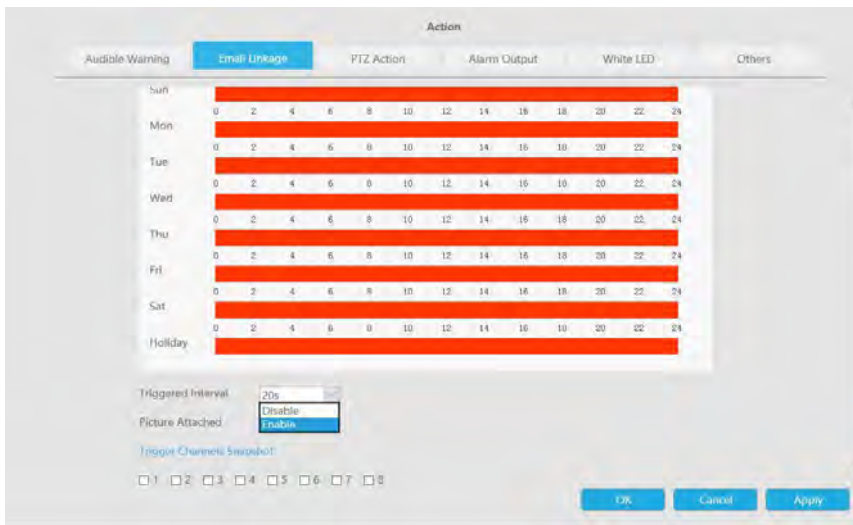 Action
Audible Warning Email Linkage PTZ Action Alarm Output White LED Others
Sun
0 2 4 6 8 10 12 14 16 18 20 22 24
Mon
0 2 4 6 8 10 12 14 16 18 20 22 24
Tue
0 2 4 6 8 10 12 14 16 18 20 22 24
Wed
0 2 4 6 8 10 12 14 16 18 20 22 24
Thu
0 2 4 6 8 10 12 14 16 18 20 22 24
Fri
0 2 4 6 8 10 12 14 16 18 20 22 24
Sat
0 2 4 6 8 10 12 14 16 18 20 22 24
Holiday
Triggered Interval 20s
Disable
Picture Attached Enable
Trigger Channels Snapshot
1 2 3 4 5 6 7 8
OK Cancel Apply